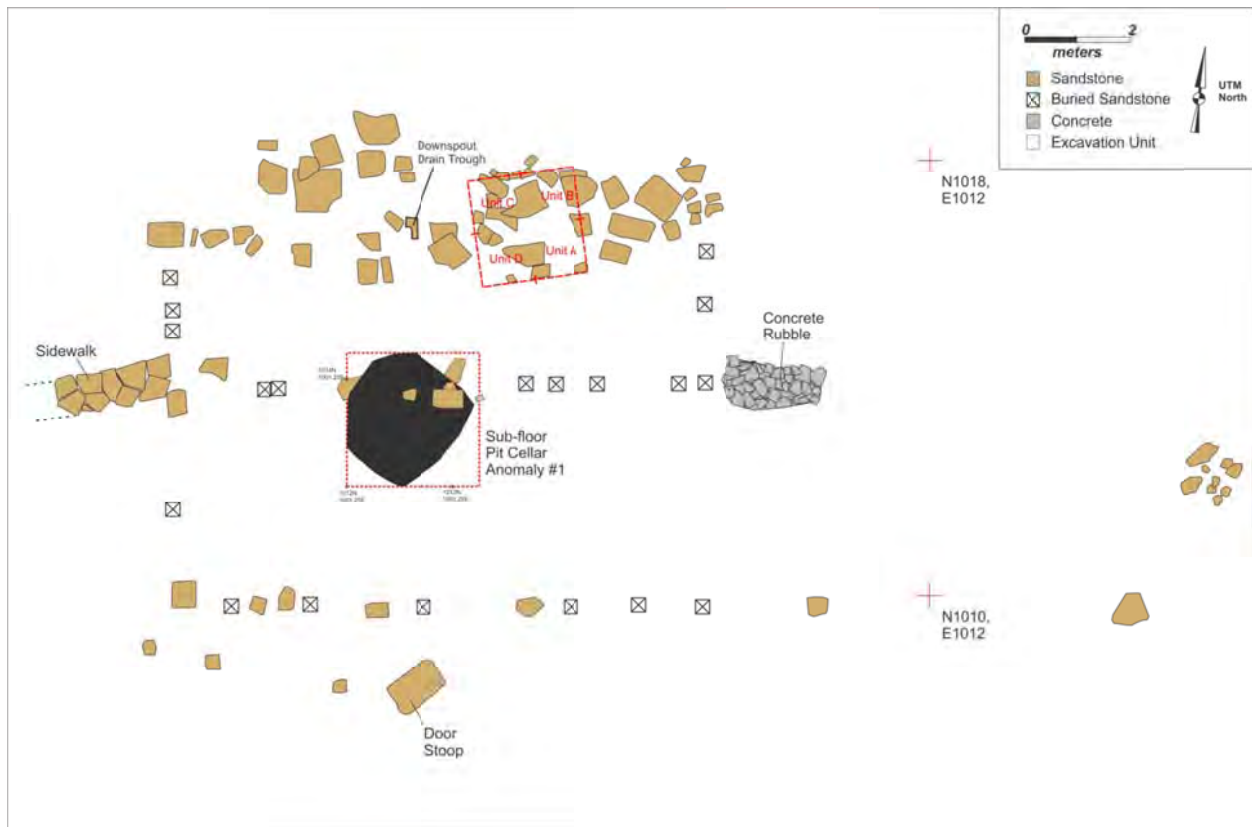 0 2
meters
Sandstone
Buried Sandstone
Concrete
Excavation Unit
UTM
North
Downspout
Drain Trough
N1018,
E1012
Unit C
Unit B
Unit D
Unit A
Sidewalk
Concrete
Rubble
Sub-floor
Pit Cellar
Anomaly #1
N1010,
E1012
Door
Stoop